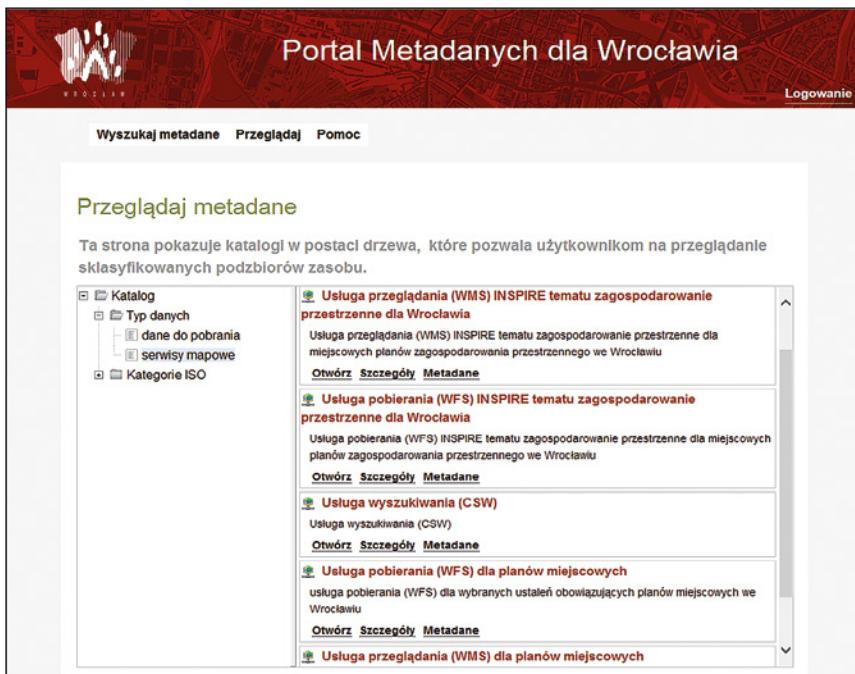 Portal Metadanych dla Wrocławia
WROCŁAW
Logowanie
Wyszukaj metadane Przeglądaj Pomoc
Przeglądaj metadane
Ta strona pokazuje katalogi w postaci drzewa, które pozwala użytkownikom na przeglądanie
sklasyfikowanych podzbiorów zasobu.
Katalog
Typ danych
dane do pobrania
serwisy mapowe
Kategorie ISO
Usługa przeglądania (WMS) INSPIRE tematu zagospodarowanie
przestrzenne dla Wrocławia
Usługa przeglądania (WMS) INSPIRE tematu zagospodarowanie przestrzenne dla
miejscowych planów zagospodarowania przestrzennego we Wrocławiu
Otwórz Szczegóły Metadane
Usługa pobierania (WFS) INSPIRE tematu zagospodarowanie
przestrzenne dla Wrocławia
Usługa pobierania (WFS) INSPIRE tematu zagospodarowanie przestrzenne dla miejscowych
planów zagospodarowania przestrzennego we Wrocławiu
Otwórz Szczegóły Metadane
Usługa wyszukiwania (CSW)
Usługa wyszukiwania (CSW)
Otwórz Szczegóły Metadane
Usługa pobierania (WFS) dla planów miejscowych
usługa pobierania (WFS) dla wybranych ustaleń obowiązujących planów miejscowych we
Wrocławiu
Otwórz Szczegóły Metadane
Usługa przeglądania (WMS) dla planów miejscowych